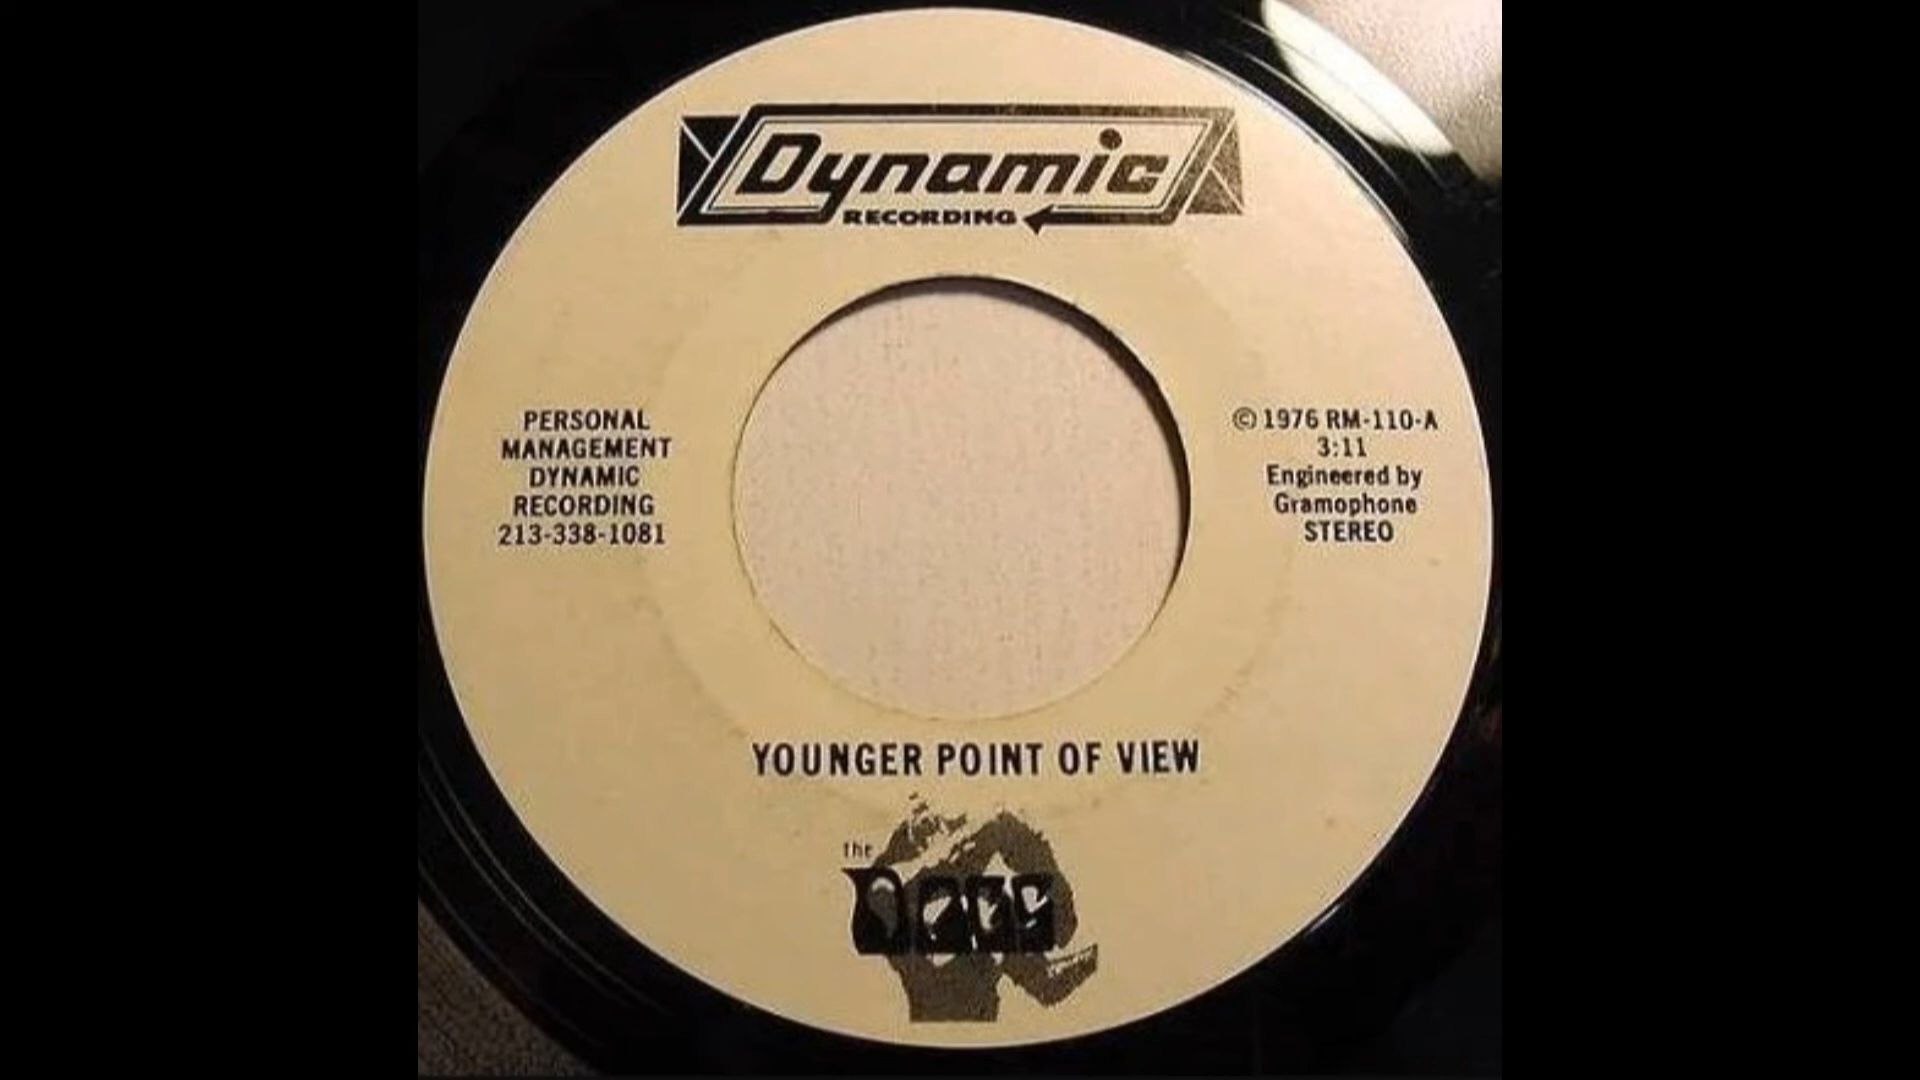 Dynamic
RECORDING
PERSONAL
MANAGEMENT
DYNAMIC
RECORDING
213-338-1081
© 1976 RM-110-A
3:11
Engineered by
Gramophone
STEREO
YOUNGER POINT OF VIEW
the